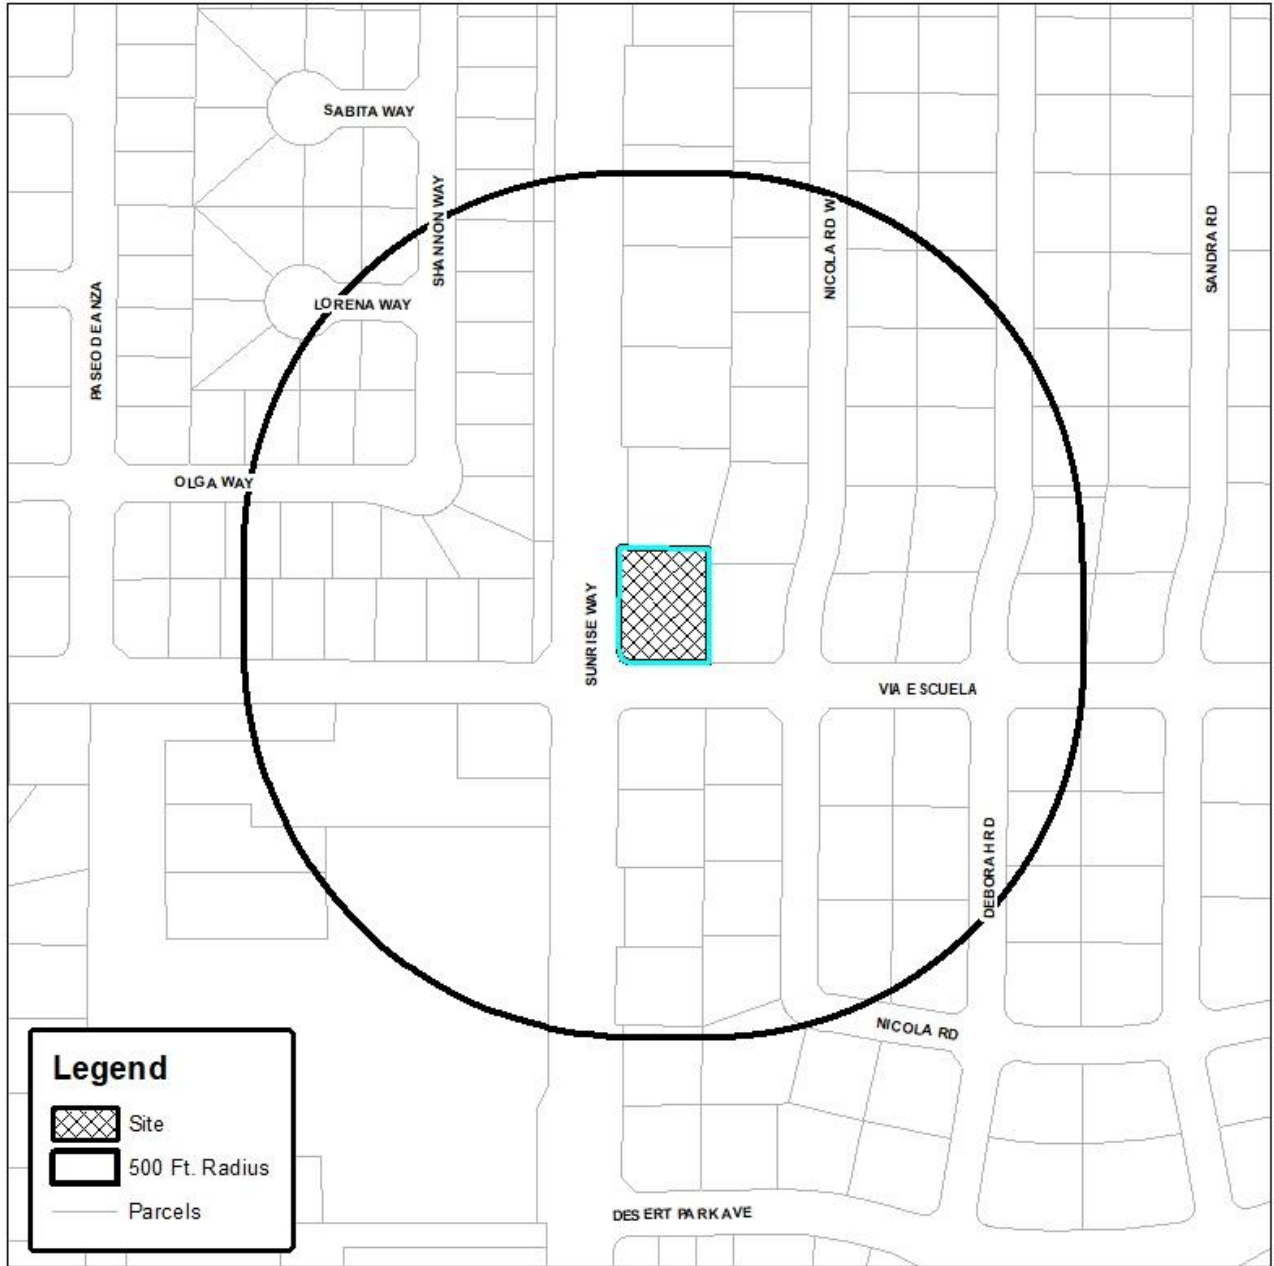 SABITA WAY
SHANNON WAY
NICOLA RD W
SANDRA RD
LORENA WAY
PASEO DE ANZA
OLGA WAY
SUNRISE WAY
VIA ESCUELA
DEBORAH RD
NICOLA RD
DESERT PARK AVE
Legend
Site
500 Ft. Radius
Parcels